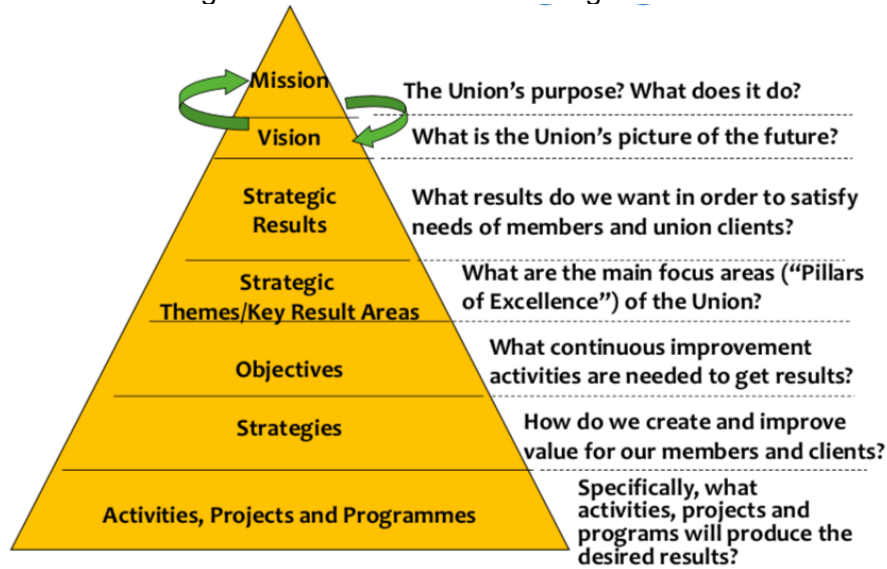 Mission
The Union's purpose? What does it do?
Vision
What is the Union's picture of the future?
Strategic
Results
What results do we want in order to satisfy
needs of members and union clients?
Strategic
Themes/Key Result Areas
What are the main focus areas ("Pillars
of Excellence") of the Union?
Objectives
What continuous improvement
activities are needed to get results?
Strategies
How do we create and improve
value for our members and clients?
Activities, Projects and Programmes
Specifically, what
activities, projects and
programs will produce the
desired results?